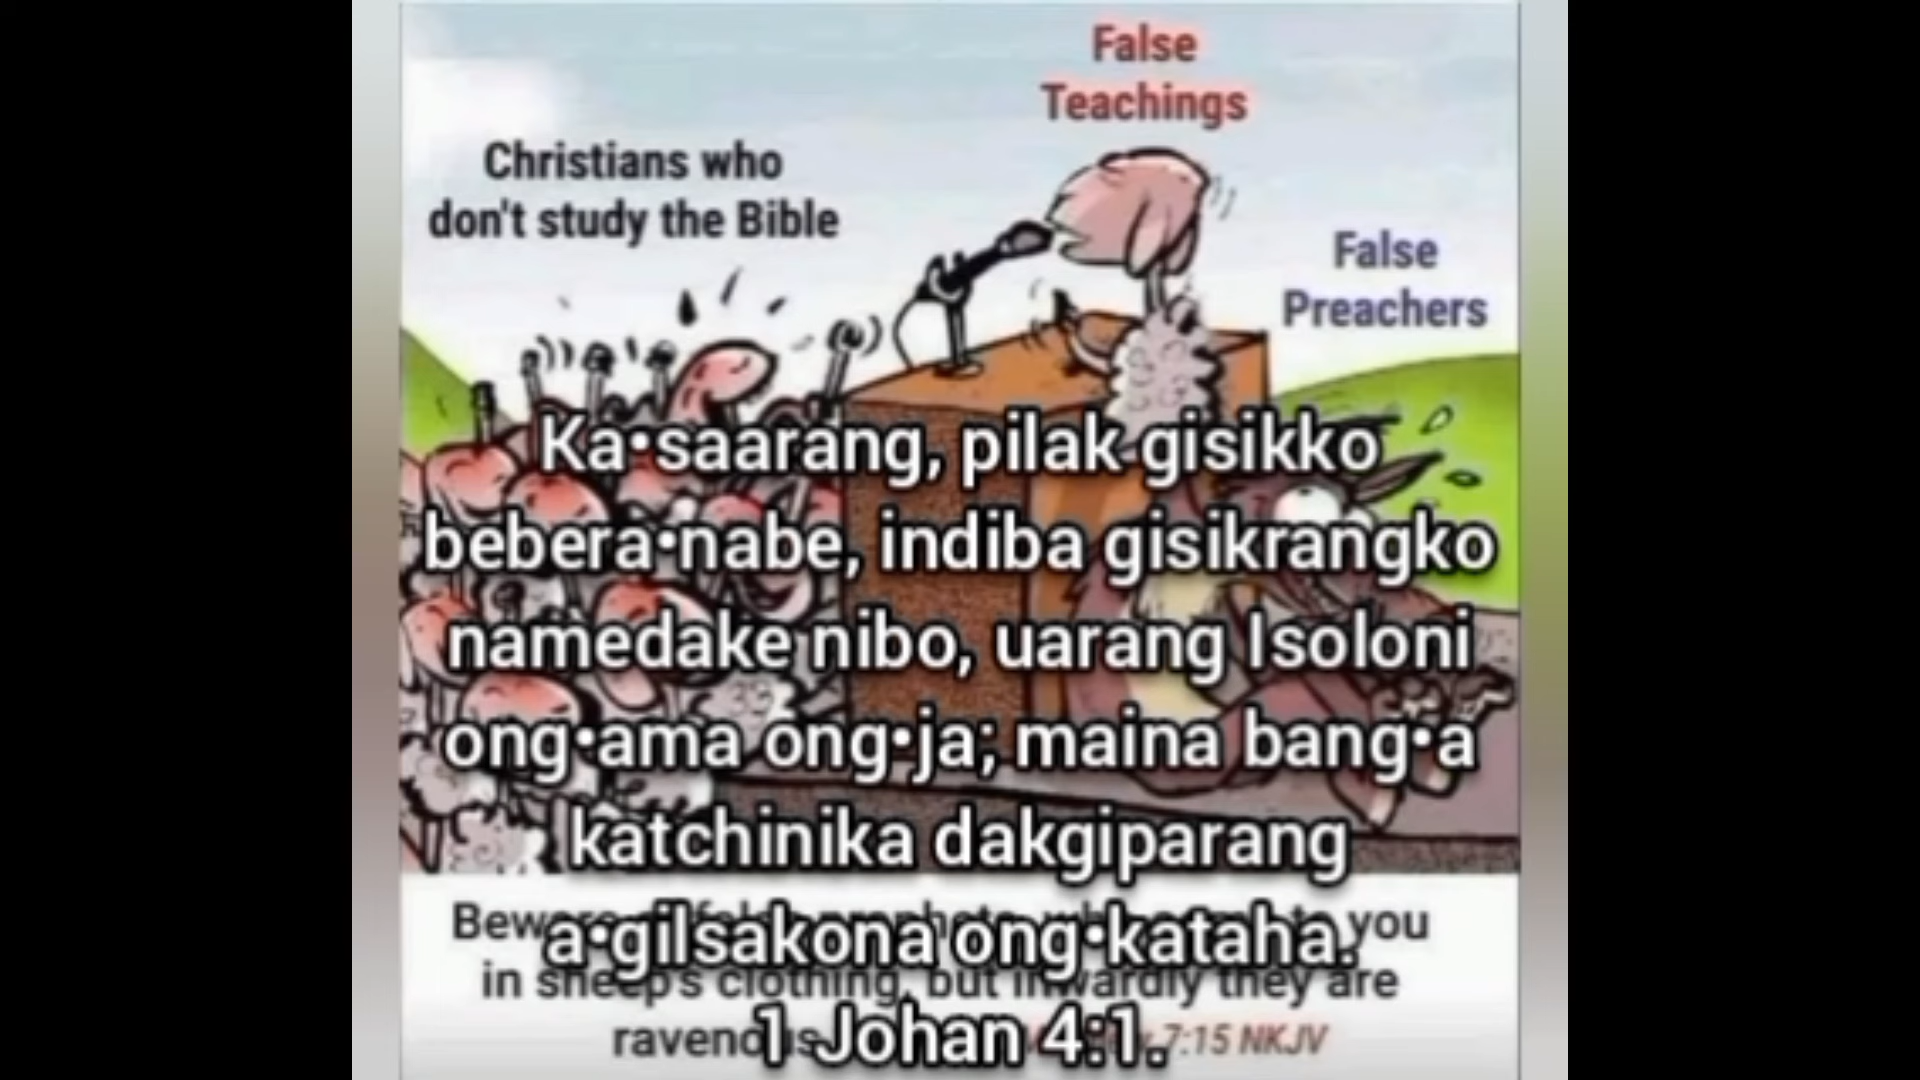 False
Teachings
Christians who
don't study the Bible
False
Preachers
Ka•saarang, pilak gisikko
bebera•nabe, indiba gisikrangko
namedake nibo, uarang Isoloni
ong•ama ong•ja; maina bang•a
katchinika dakgiparang
a•gilsakona ong•kataha.
1 Johan 4:1.
you
in sheep's clothing, but inwardly they are
7:15 NKJV